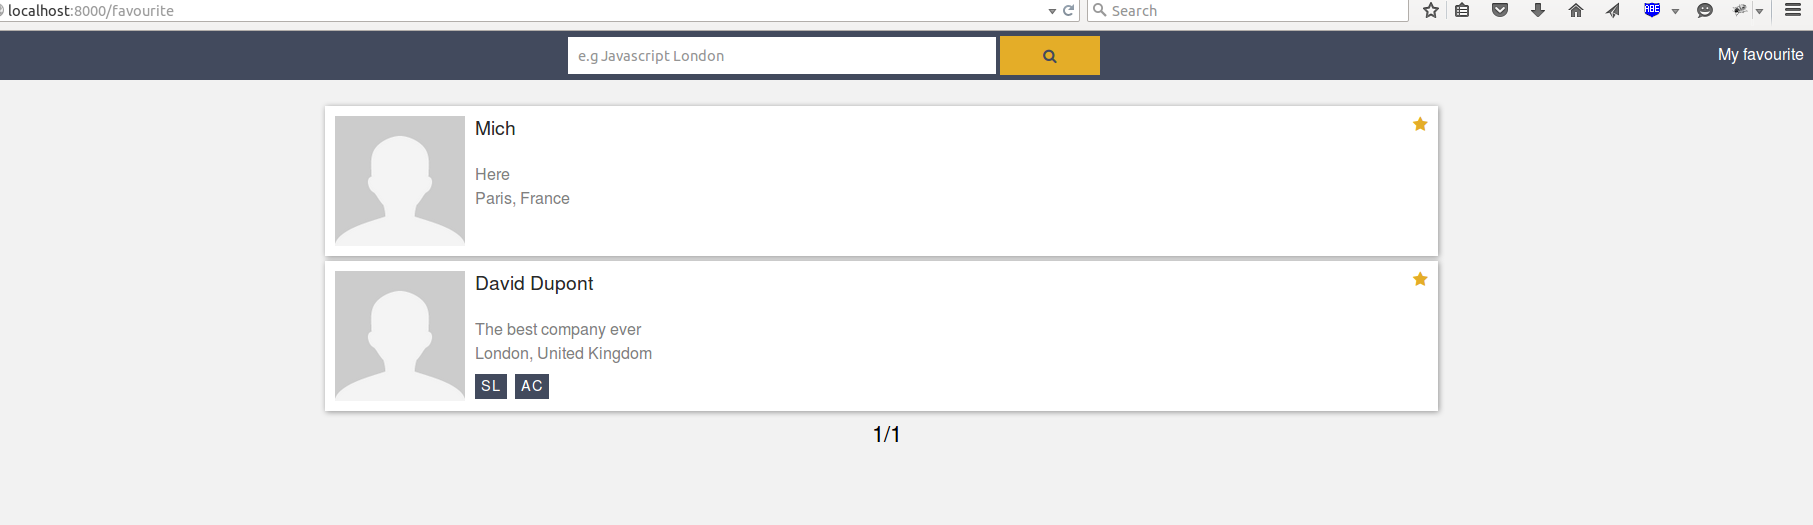 localhost:8000/favourite
Search
ABE
e.g Javascript London
My favourite
Mich
Here
Paris, France
David Dupont
The best company ever
London, United Kingdom
SL AC
1/1